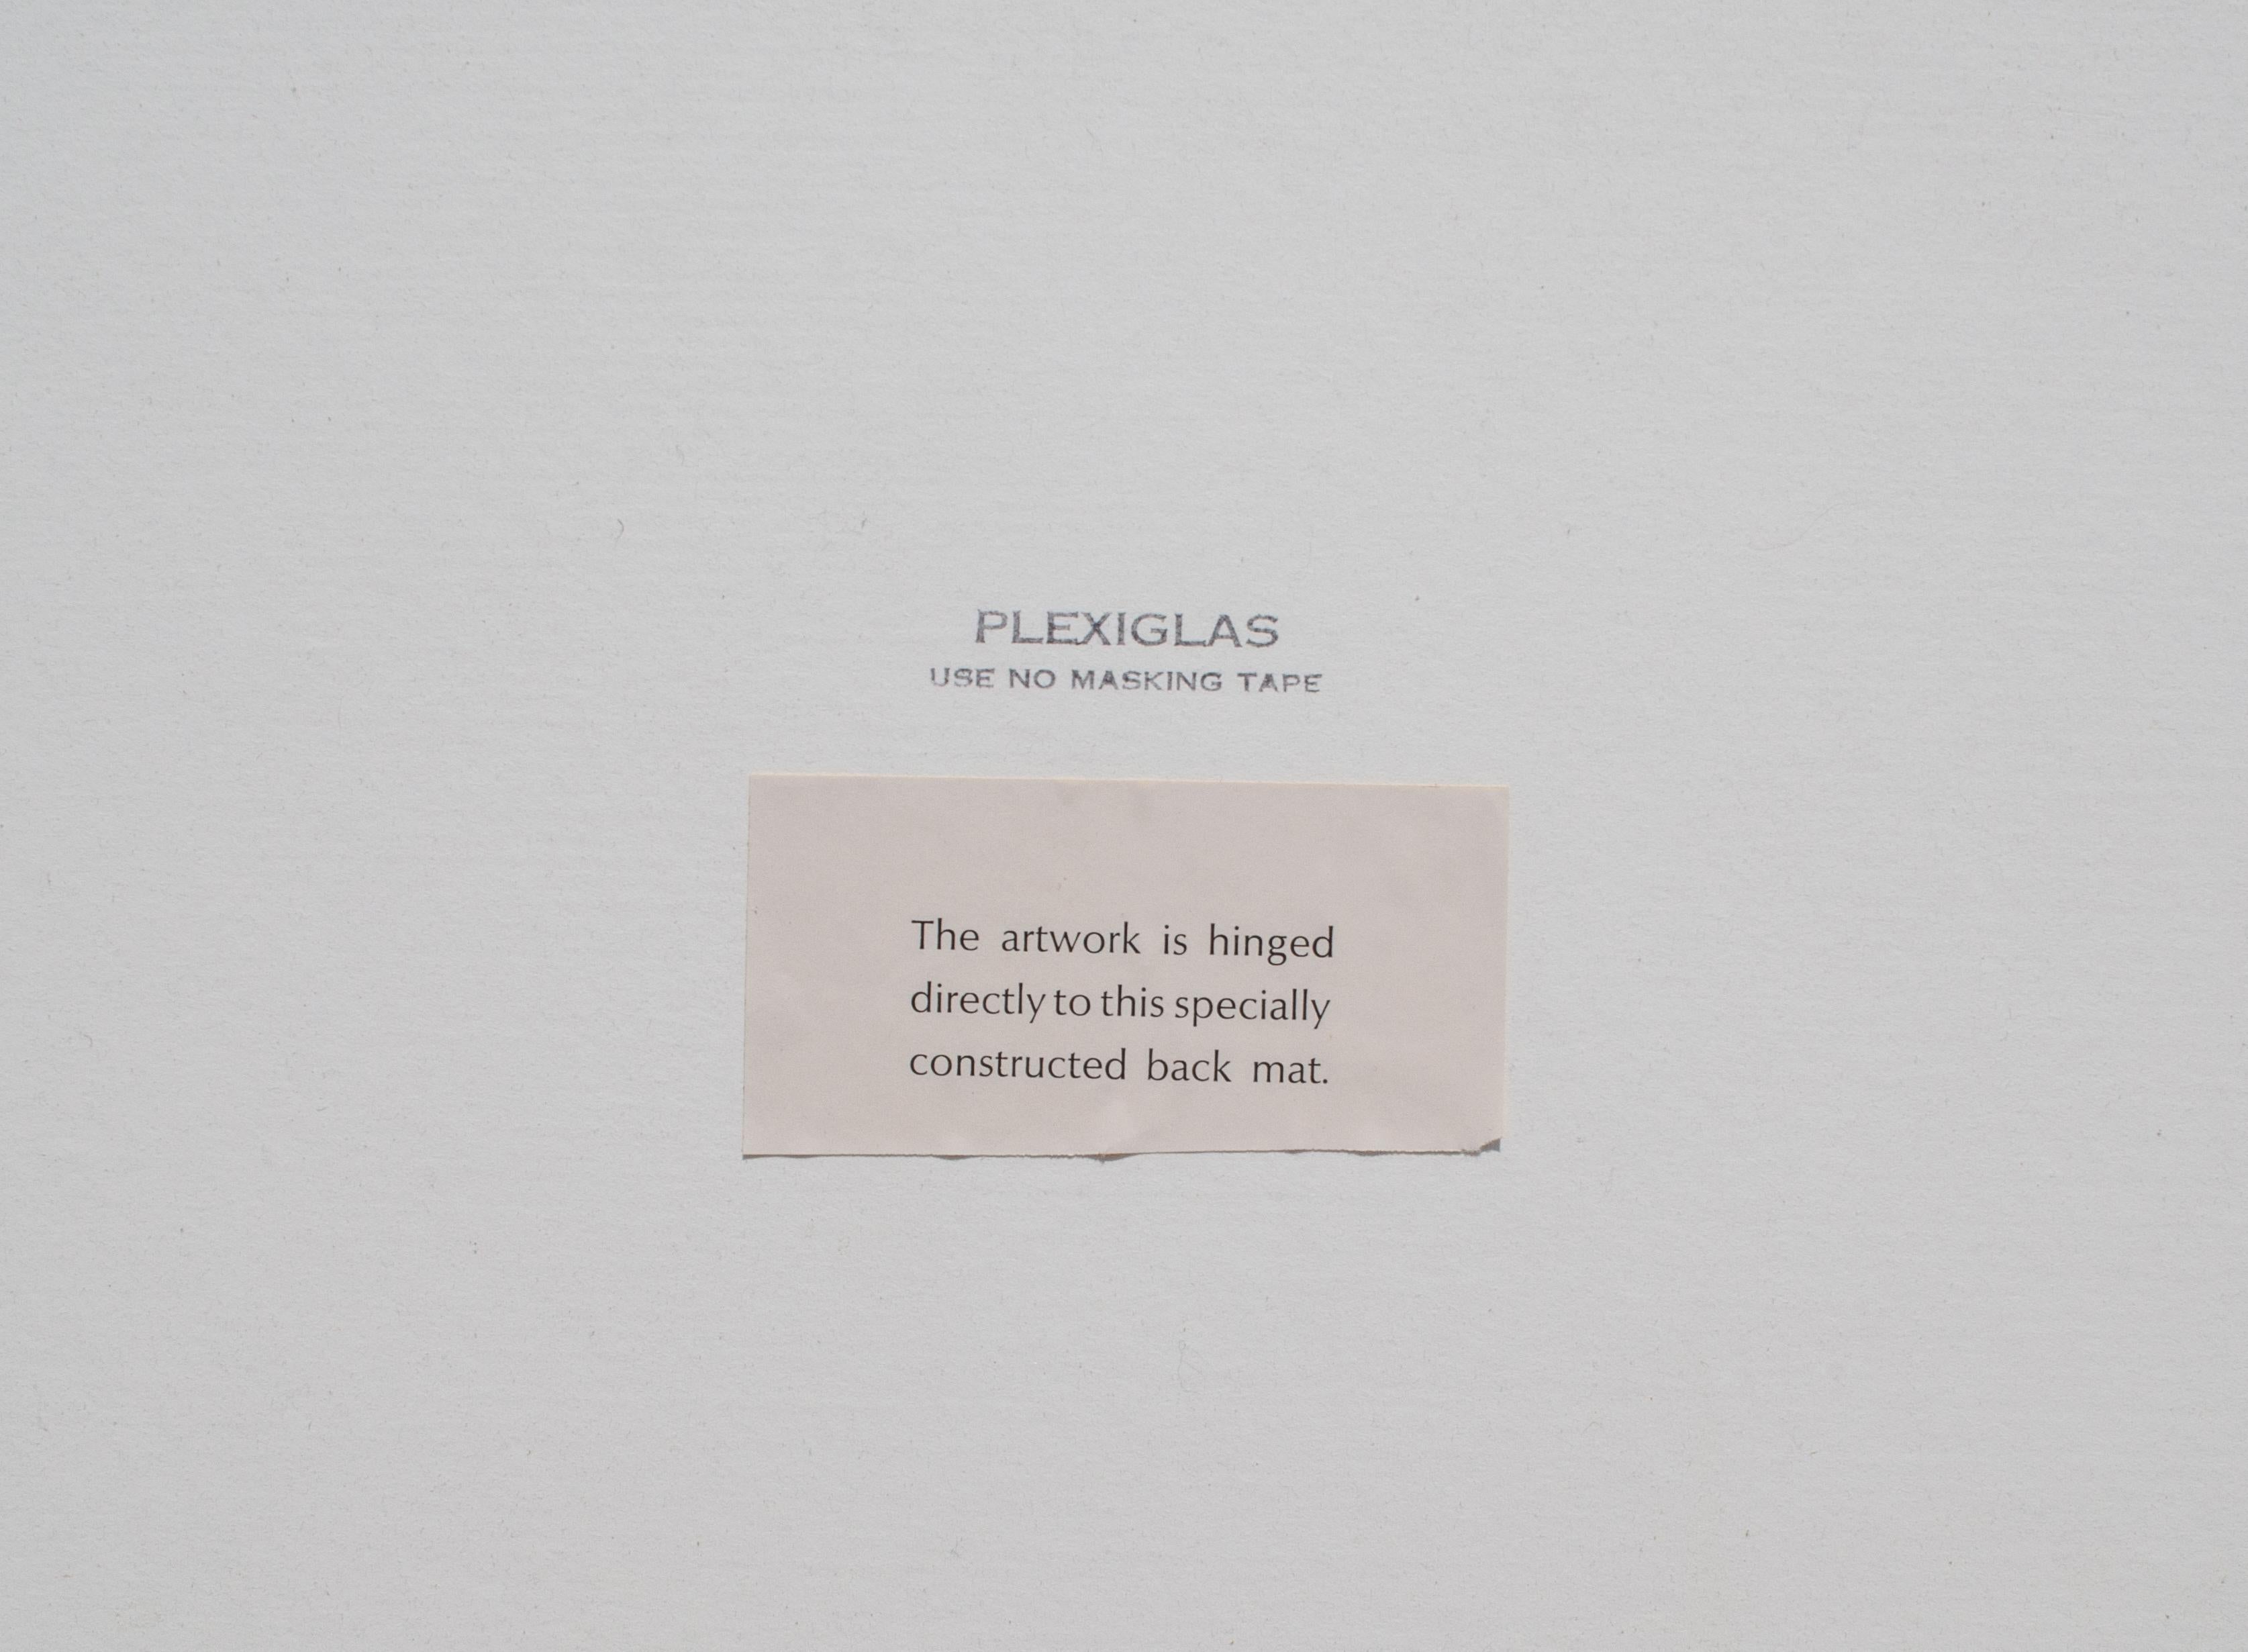 PLEXIGLAS
USE NO MASKING TAPE
The artwork is hinged
directly to this specially
constructed back mat.